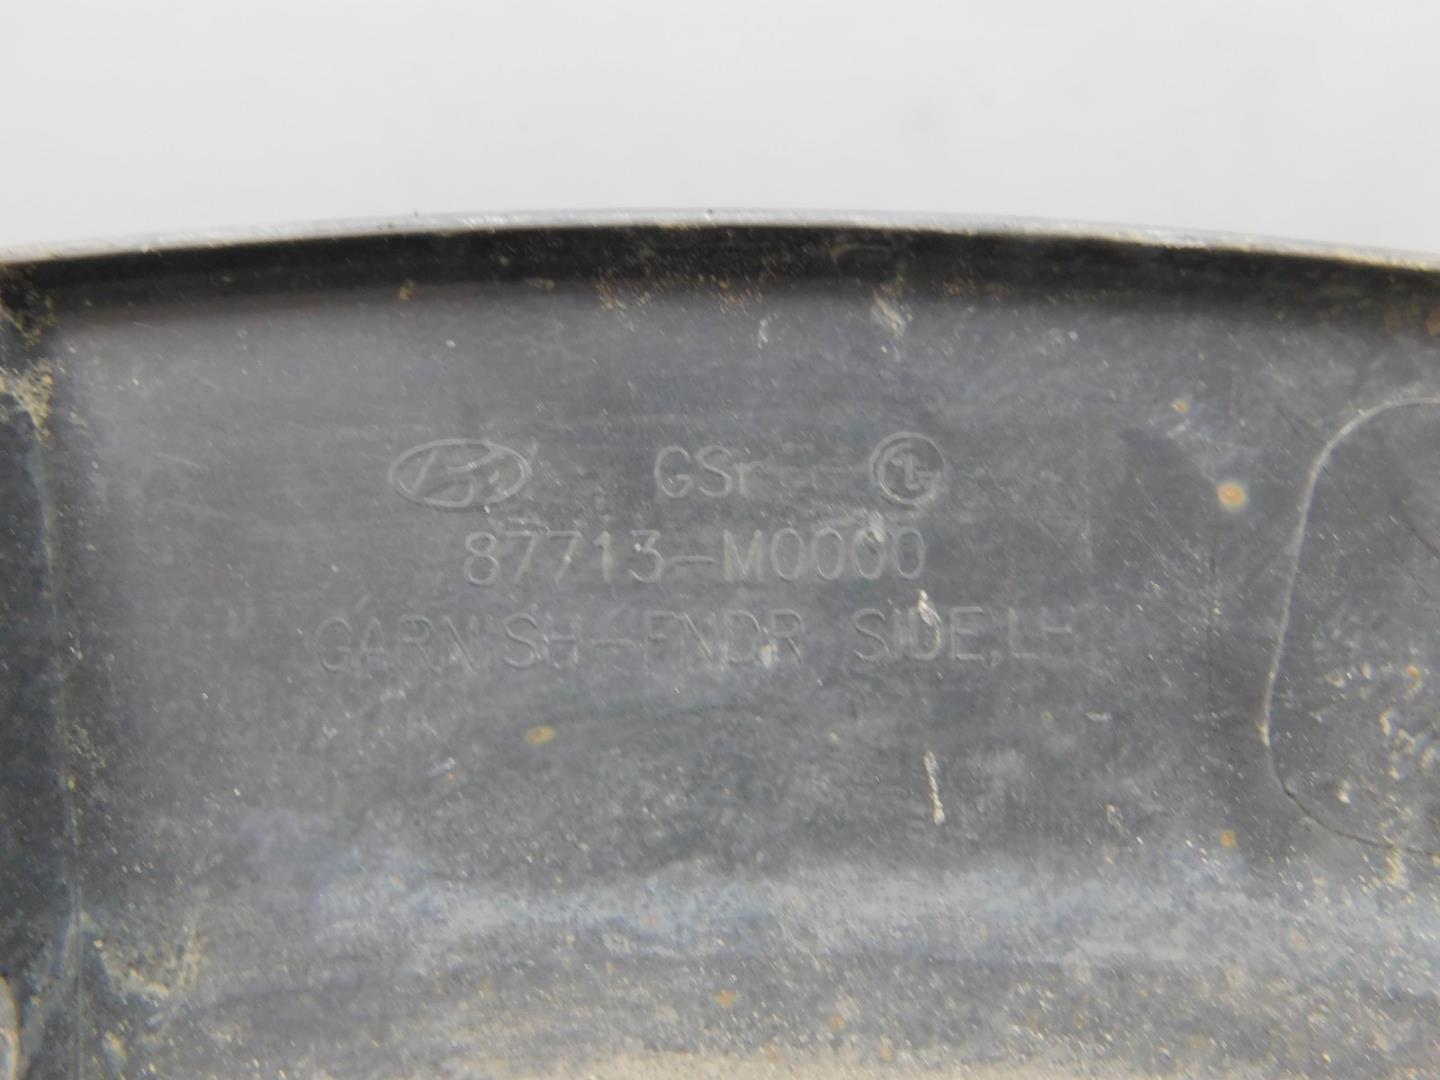 GSr
87713-M0000
GARNISH-FNDR SIDE,LH